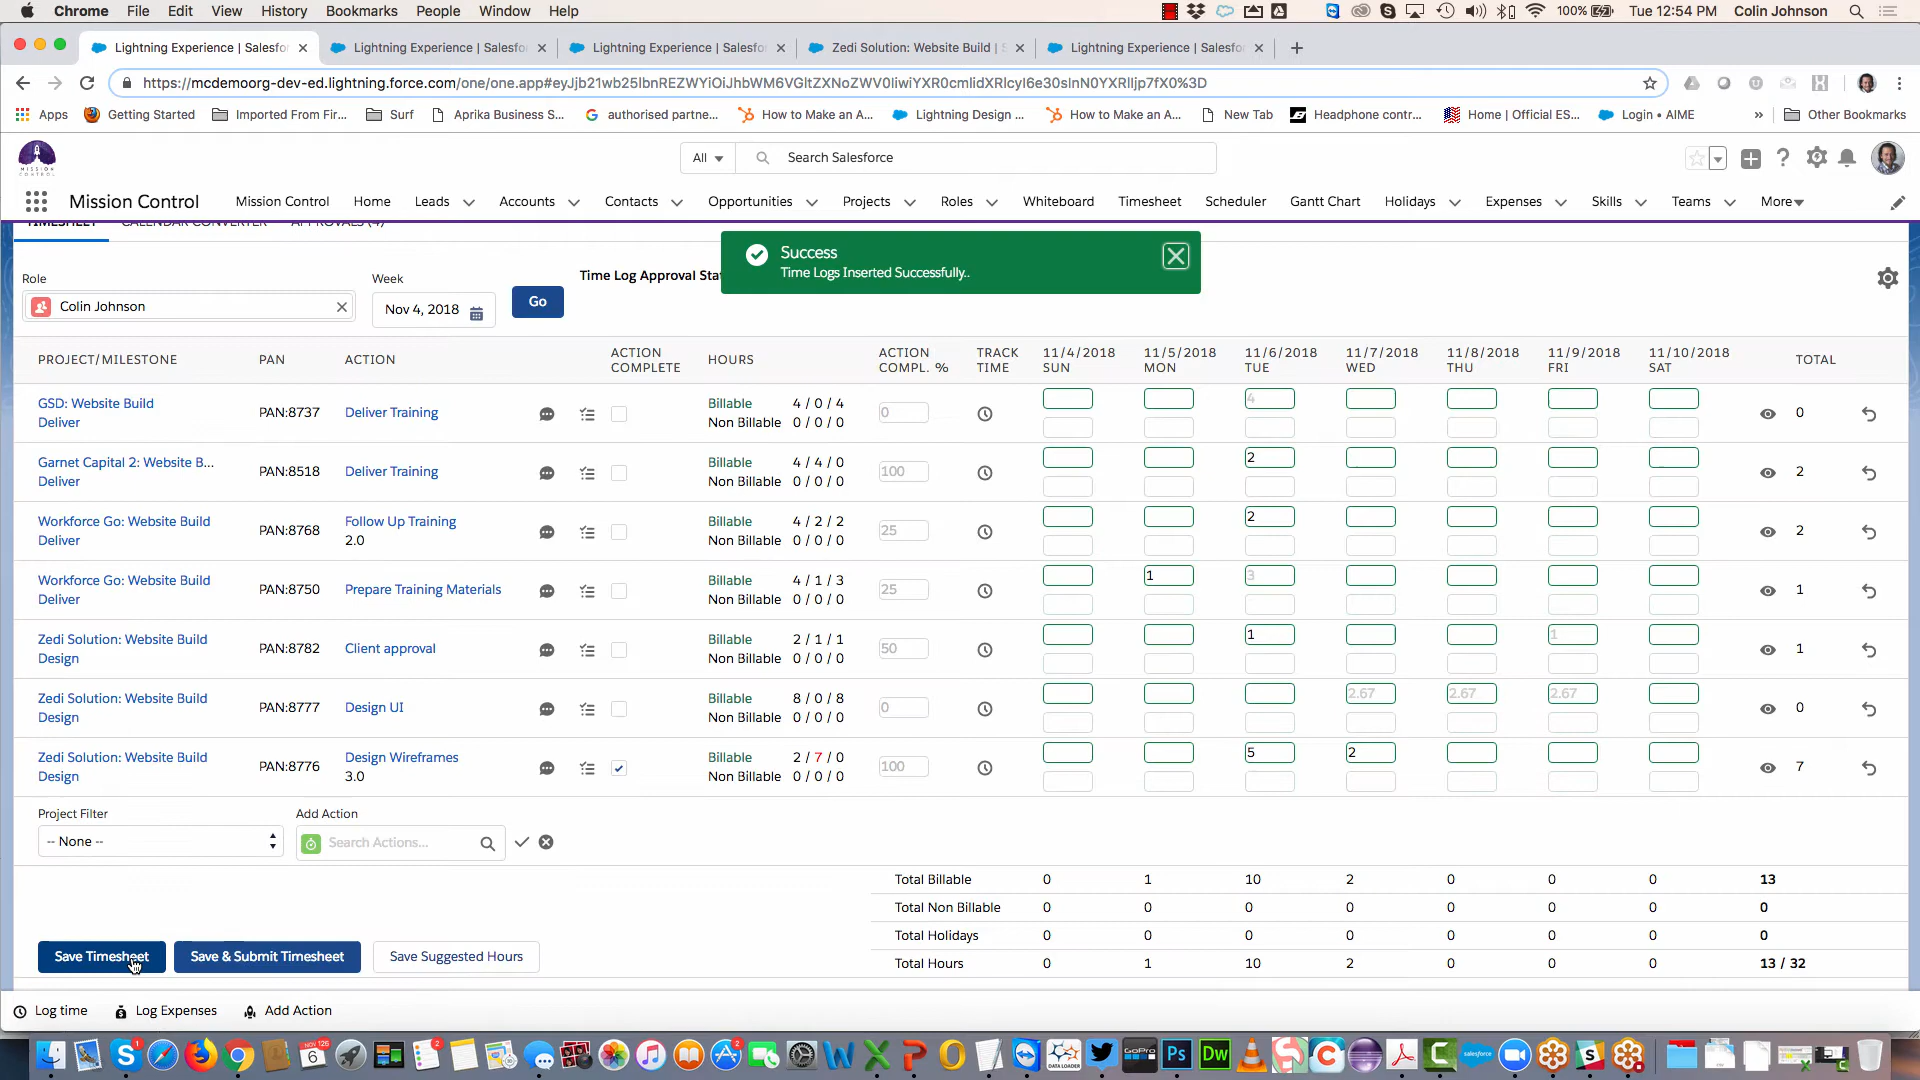 Chrome File Edit View History Bookmarks People Window Help 100% Tue 12:54 PM Colin Johnson
Lightning Experience | Salesfor Lightning Experience | Salesfo Lightning Experience | Salesfo Zedi Solution: Website Build | Lightning Experience | Salesfo
Apps Getting Started Imported From Fir... Surf Aprika Business S... authorised partne... How to Make an A... Lightning Design ... How to Make an A... New Tab Headphone contr... Home | Official ES... Login • AIME » Other Bookmarks
MISSION CONTROL All Search Salesforce
Mission Control Mission Control Home Leads Accounts Contacts Opportunities Projects Roles Whiteboard Timesheet Scheduler Gantt Chart Holidays Expenses Skills Teams More
TIMESHEET CALENDAR CONVERTER APPROVALS (4)
Success
Time Logs Inserted Successfully..
Role Week Time Log Approval Sta
Colin Johnson Nov 4, 2018 Go
PROJECT/MILESTONE PAN ACTION ACTION COMPLETE HOURS ACTION COMPL. % TRACK TIME 11/4/2018 SUN 11/5/2018 MON 11/6/2018 TUE 11/7/2018 WED 11/8/2018 THU 11/9/2018 FRI 11/10/2018 SAT TOTAL
GSD: Website Build PAN:8737 Deliver Training Billable 4 / 0 / 4 0 4 0
Deliver Non Billable 0 / 0 / 0
Garnet Capital 2: Website B... PAN:8518 Deliver Training Billable 4 / 4 / 0 100 2 2
Deliver Non Billable 0 / 0 / 0
Workforce Go: Website Build PAN:8768 Follow Up Training Billable 4 / 2 / 2 25 2 2
Deliver 2.0 Non Billable 0 / 0 / 0
Workforce Go: Website Build PAN:8750 Prepare Training Materials Billable 4 / 1 / 3 25 1 3 1
Deliver Non Billable 0 / 0 / 0
Zedi Solution: Website Build PAN:8782 Client approval Billable 2 / 1 / 1 50 1 1 1
Design Non Billable 0 / 0 / 0
Zedi Solution: Website Build PAN:8777 Design UI Billable 8 / 0 / 8 0 2.67 2.67 2.67 0
Design Non Billable 0 / 0 / 0
Zedi Solution: Website Build PAN:8776 Design Wireframes Billable 2 / 7 / 0 100 5 2 7
Design 3.0 Non Billable 0 / 0 / 0
Project Filter Add Action
-- None -- Search Actions...
Total Billable 0 1 10 2 0 0 0 13
Total Non Billable 0 0 0 0 0 0 0 0
Total Holidays 0 0 0 0 0 0 0 0
Save Timesheet Save & Submit Timesheet Save Suggested Hours
Total Hours 0 1 10 2 0 0 0 13 / 32
Log time Log Expenses Add Action